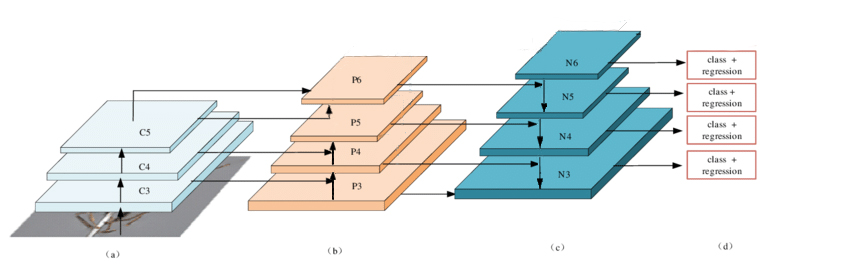 C5
C4
C3
(a)
P6
P5
P4
P3
(b)
N6
N5
N4
N3
(c)
class +
regression
class+
regression
class +
regression
class +
regression
(d)